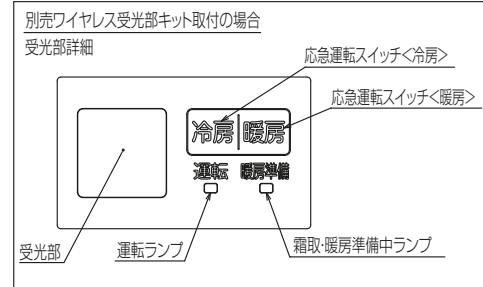 別売ワイヤレス受光部キット取付の場合
受光部詳細
応急運転スイッチ<冷房>
応急運転スイッチ<暖房>
冷房 暖房
運転 暖房準備
受光部
運転ランプ
霜取・暖房準備中ランプ